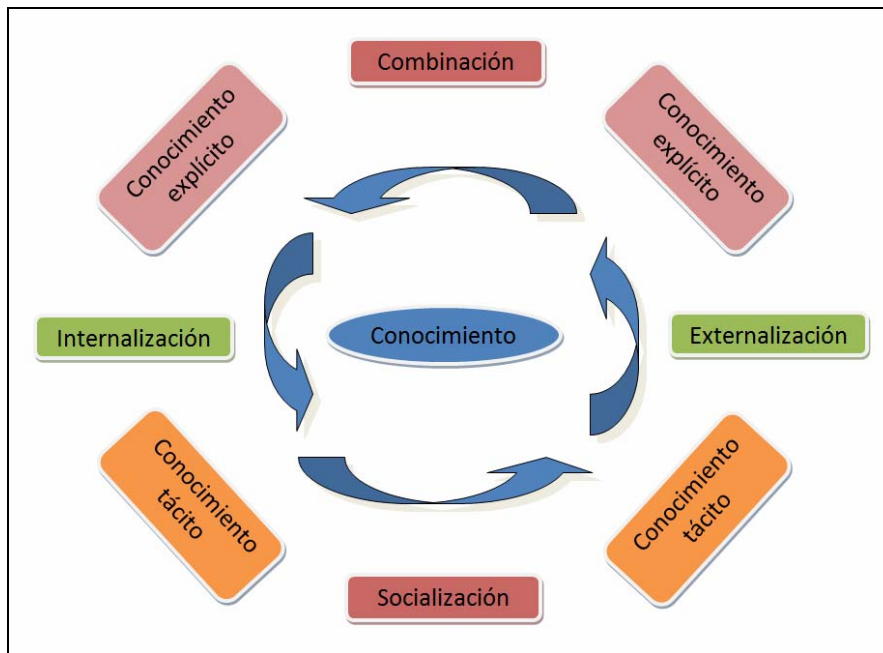 Combinación
Conocimiento
explícito
Conocimiento
explícito
Internalización
Conocimiento
Externalización
Conocimiento
tácito
Conocimiento
tácito
Socialización